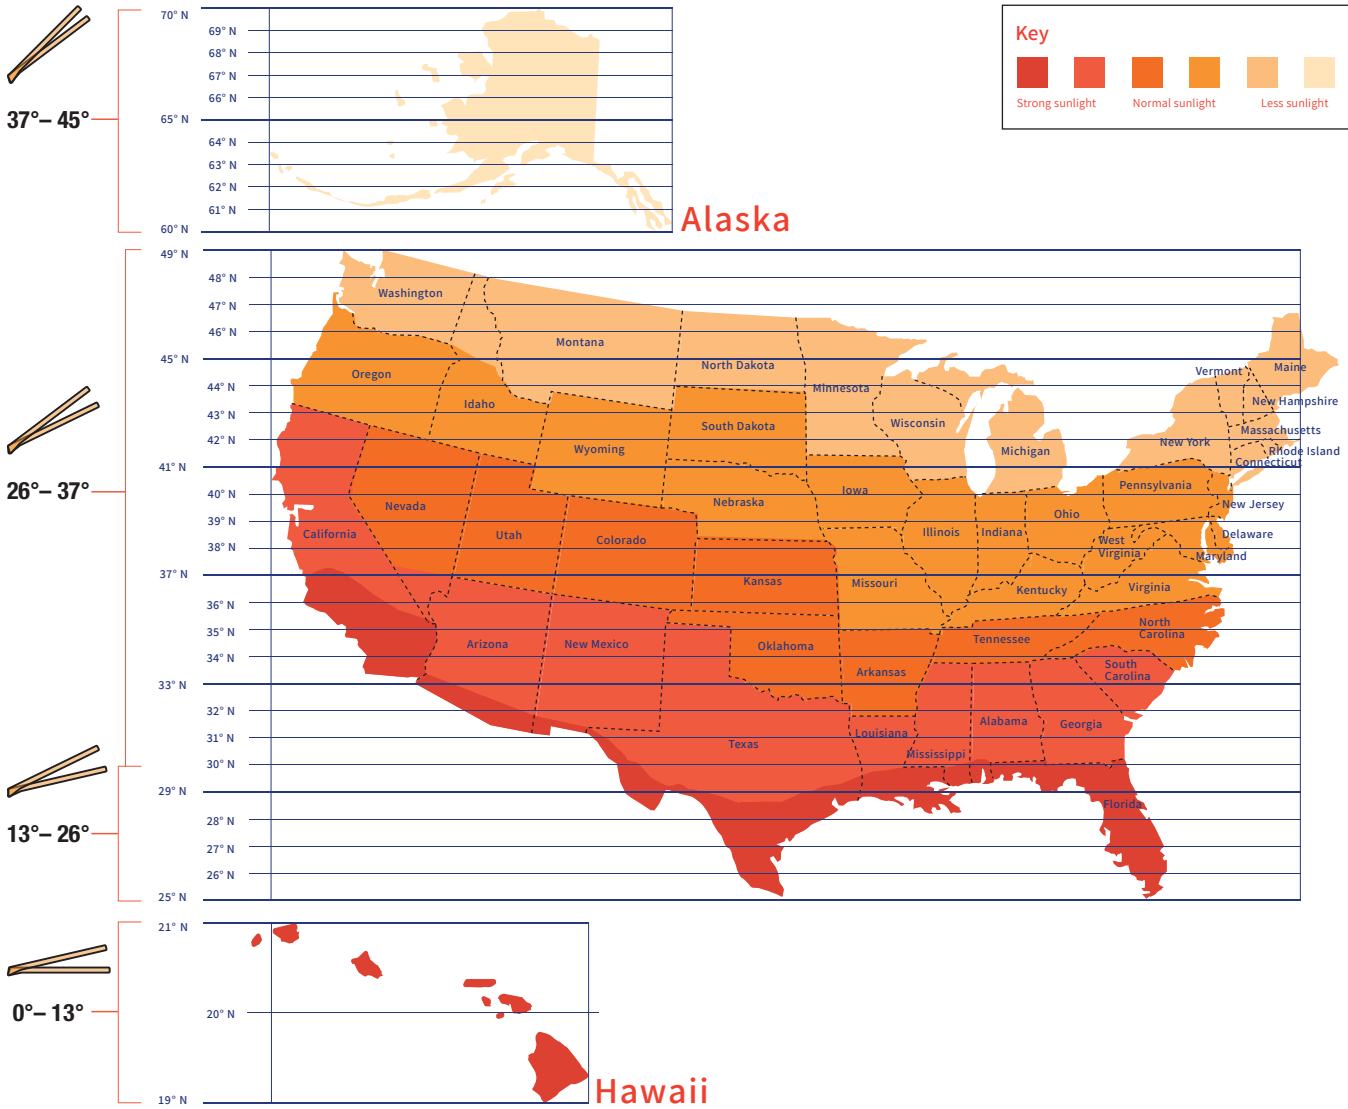 70° N
69° N
68° N
67° N
66° N
65° N
64° N
63° N
62° N
61° N
60° N
37°– 45°
Alaska
Key
Strong sunlight
Normal sunlight
Less sunlight
49° N
48° N
47° N
46° N
45° N
44° N
43° N
42° N
41° N
40° N
39° N
38° N
37° N
36° N
35° N
34° N
33° N
32° N
31° N
30° N
29° N
28° N
27° N
26° N
25° N
26°– 37°
13°– 26°
Washington
Montana
North Dakota
Minnesota
Oregon
Idaho
Wyoming
South Dakota
Wisconsin
Michigan
Vermont
Maine
New Hampshire
Massachusetts
New York
Rhode Island
Connecticut
Pennsylvania
New Jersey
Nevada
Utah
Colorado
Nebraska
Iowa
Illinois
Indiana
Ohio
West
Virginia
Delaware
Maryland
California
Kansas
Missouri
Kentucky
Virginia
Arizona
New Mexico
Oklahoma
Arkansas
Tennessee
North
Carolina
South
Carolina
Texas
Louisiana
Mississippi
Alabama
Georgia
Florida
21° N
20° N
19° N
0°– 13°
Hawaii